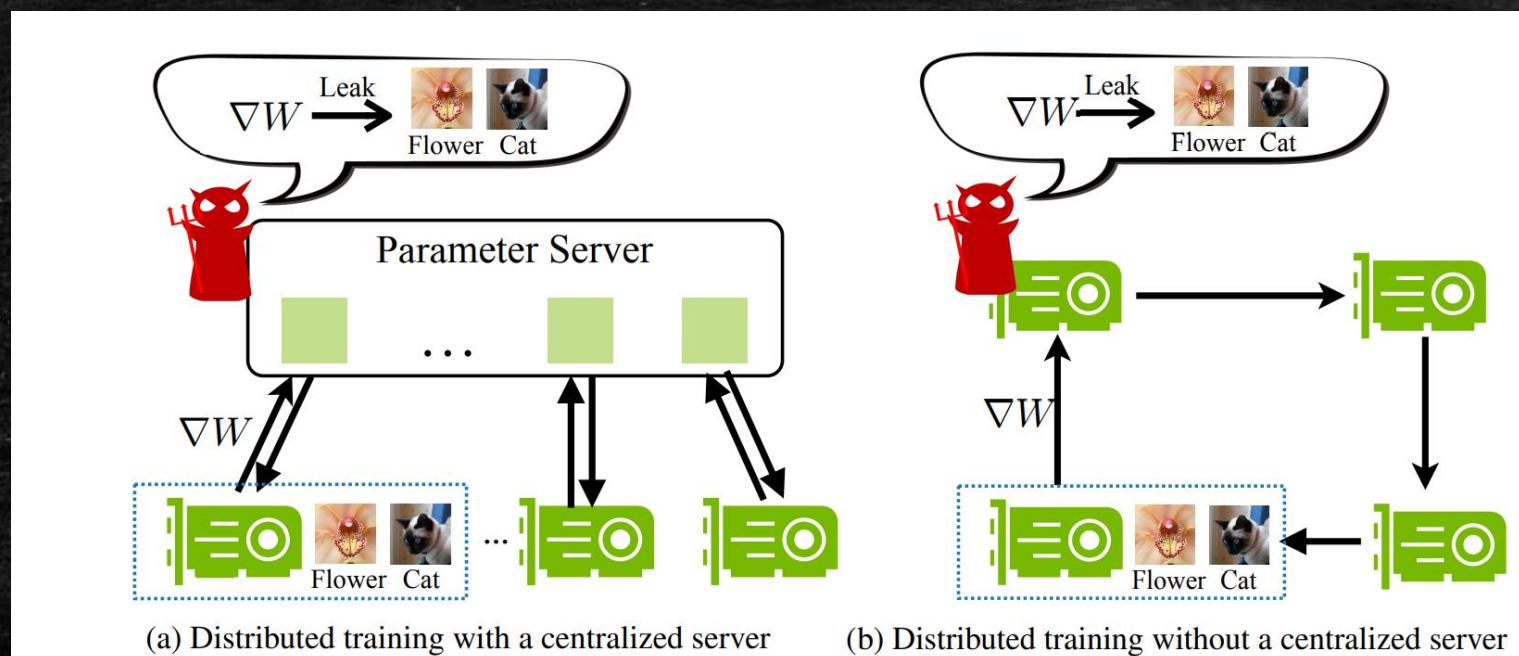 Leak
∇W
Flower Cat
Parameter Server
...
∇W
...
Flower Cat
(a) Distributed training with a centralized server
Leak
∇W
Flower Cat
∇W
Flower Cat
(b) Distributed training without a centralized server